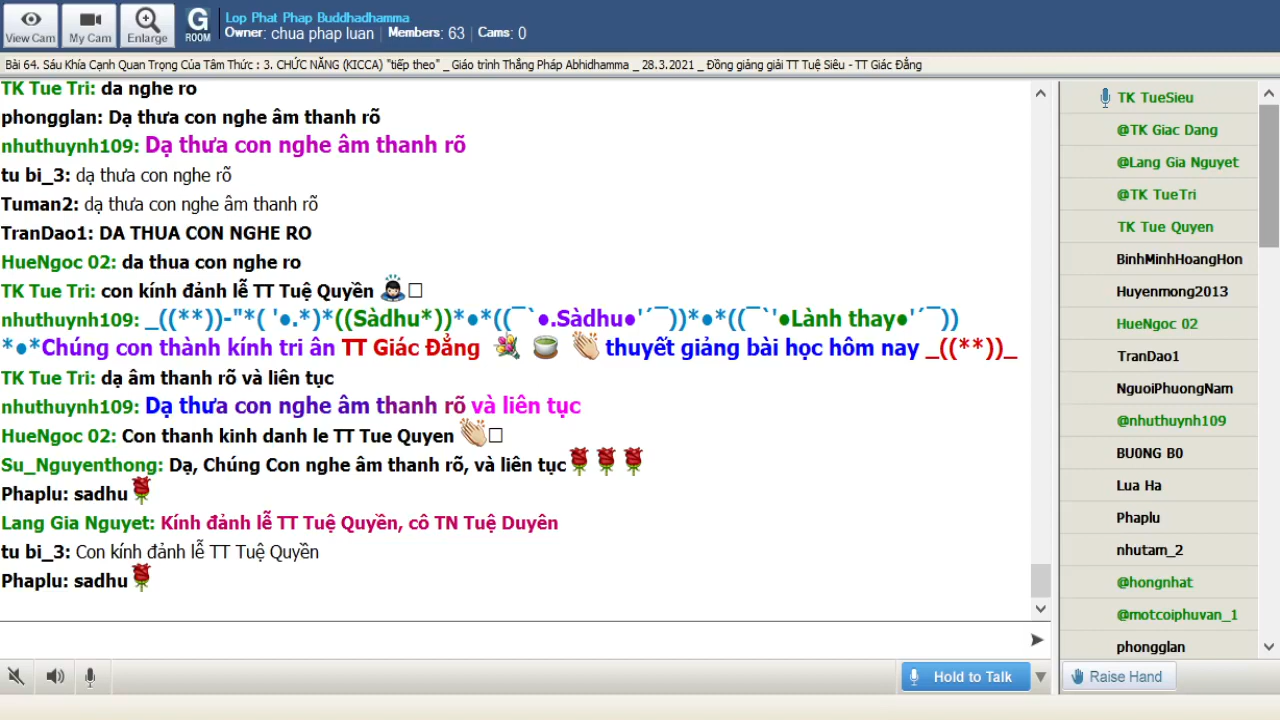 View Cam
My Cam
Enlarge
G
ROOM
Lop Phat Phap Buddhadhamma
Owner: chua phap luan | Members: 63 | Cams: 0
Bài 64. Sáu Khía Cạnh Quan Trọng Của Tâm Thức : 3. CHỨC NĂNG (KICCA) "tiếp theo" _ Giáo trình Thắng Pháp Abhidhamma _ 28.3.2021 _ Đồng giảng giải TT Tuệ Siêu - TT Giác Đẳng
TK Tue Tri: da nghe ro
phongglan: Dạ thưa con nghe âm thanh rõ
nhuthuynh109: Dạ thưa con nghe âm thanh rõ
tu bi_3: dạ thưa con nghe rõ
Tuman2: dạ thưa con nghe âm thanh rõ
TranDao1: DA THUA CON NGHE RO
HueNgoc 02: da thua con nghe ro
TK Tue Tri: con kính đảnh lễ TT Tuệ Quyền
nhuthuynh109: _((**))-"*( '●.*)*((Sàdhu*))*●*((¯`●.Sàdhu●'´¯))*●*((¯`'●Lành thay●'´¯))
*●*Chúng con thành kính tri ân TT Giác Đẳng 💐 🍵 👏 thuyết giảng bài học hôm nay _((**))_
TK Tue Tri: dạ âm thanh rõ và liên tục
nhuthuynh109: Dạ thưa con nghe âm thanh rõ và liên tục
HueNgoc 02: Con thanh kinh danh le TT Tue Quyen 👏
Su_Nguyenthong: Dạ, Chúng Con nghe âm thanh rõ, và liên tục🌹🌹🌹
Phaplu: sadhu🌹
Lang Gia Nguyet: Kính đảnh lễ TT Tuệ Quyền, cô TN Tuệ Duyên
tu bi_3: Con kính đảnh lễ TT Tuệ Quyền
Phaplu: sadhu🌹
TK TueSieu
@TK Giac Dang
@Lang Gia Nguyet
@TK TueTri
TK Tue Quyen
BinhMinhHoangHon
Huyenmong2013
HueNgoc 02
TranDao1
NguoiPhuongNam
@nhuthuynh109
BU0NG B0
Lua Ha
Phaplu
nhutam_2
@hongnhat
@motcoiphuvan_1
phongglan
Hold to Talk
Raise Hand